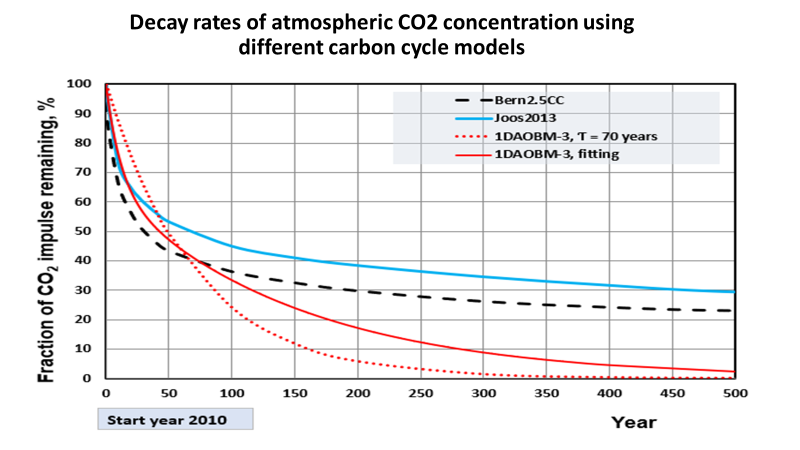 Decay rates of atmospheric CO2 concentration using
different carbon cycle models
Fraction of CO2 impulse remaining, %
100
90
80
70
60
50
40
30
20
10
0
Bern2.5CC
Joos2013
1DAOBM-3, Ƭ = 70 years
1DAOBM-3, fitting
0 50 100 150 200 250 300 350 400 450 500
Start year 2010
Year